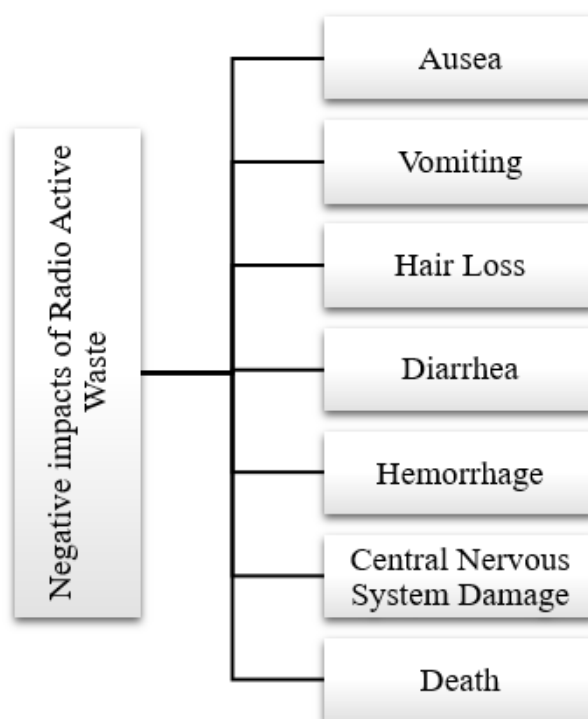 Negative impacts of Radio Active
Waste
Ausea
Vomiting
Hair Loss
Diarrhea
Hemorrhage
Central Nervous
System Damage
Death